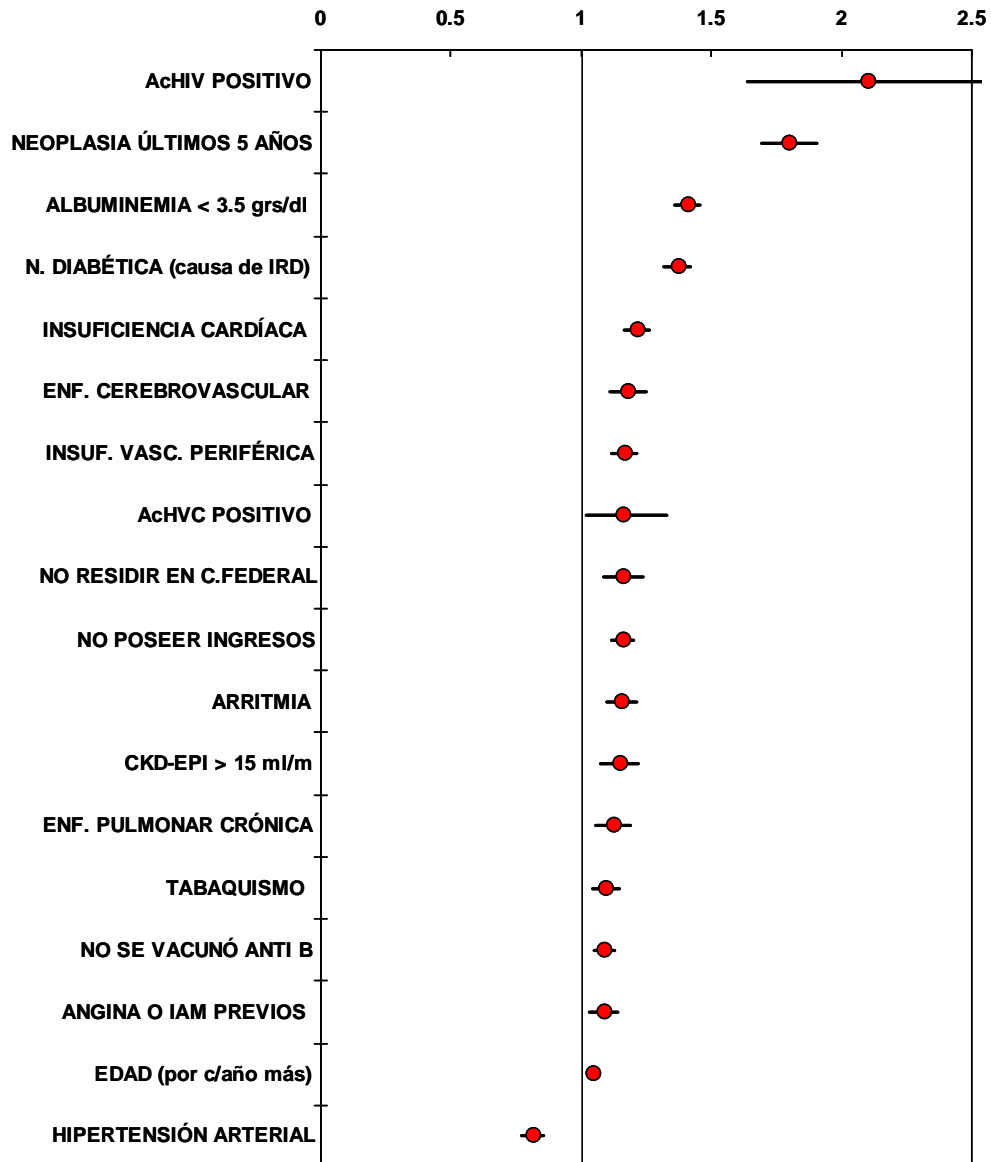 0 0.5 1 1.5 2 2.5
AcHIV POSITIVO
NEOPLASIA ÚLTIMOS 5 AÑOS
ALBUMINEMIA < 3.5 grs/dl
N. DIABÉTICA (causa de IRD)
INSUFICIENCIA CARDÍACA
ENF. CEREBROVASCULAR
INSUF. VASC. PERIFÉRICA
AcHVC POSITIVO
NO RESIDIR EN C.FEDERAL
NO POSEER INGRESOS
ARRITMIA
CKD-EPI > 15 ml/m
ENF. PULMONAR CRÓNICA
TABAQUISMO
NO SE VACUNÓ ANTI B
ANGINA O IAM PREVIOS
EDAD (por c/año más)
HIPERTENSIÓN ARTERIAL